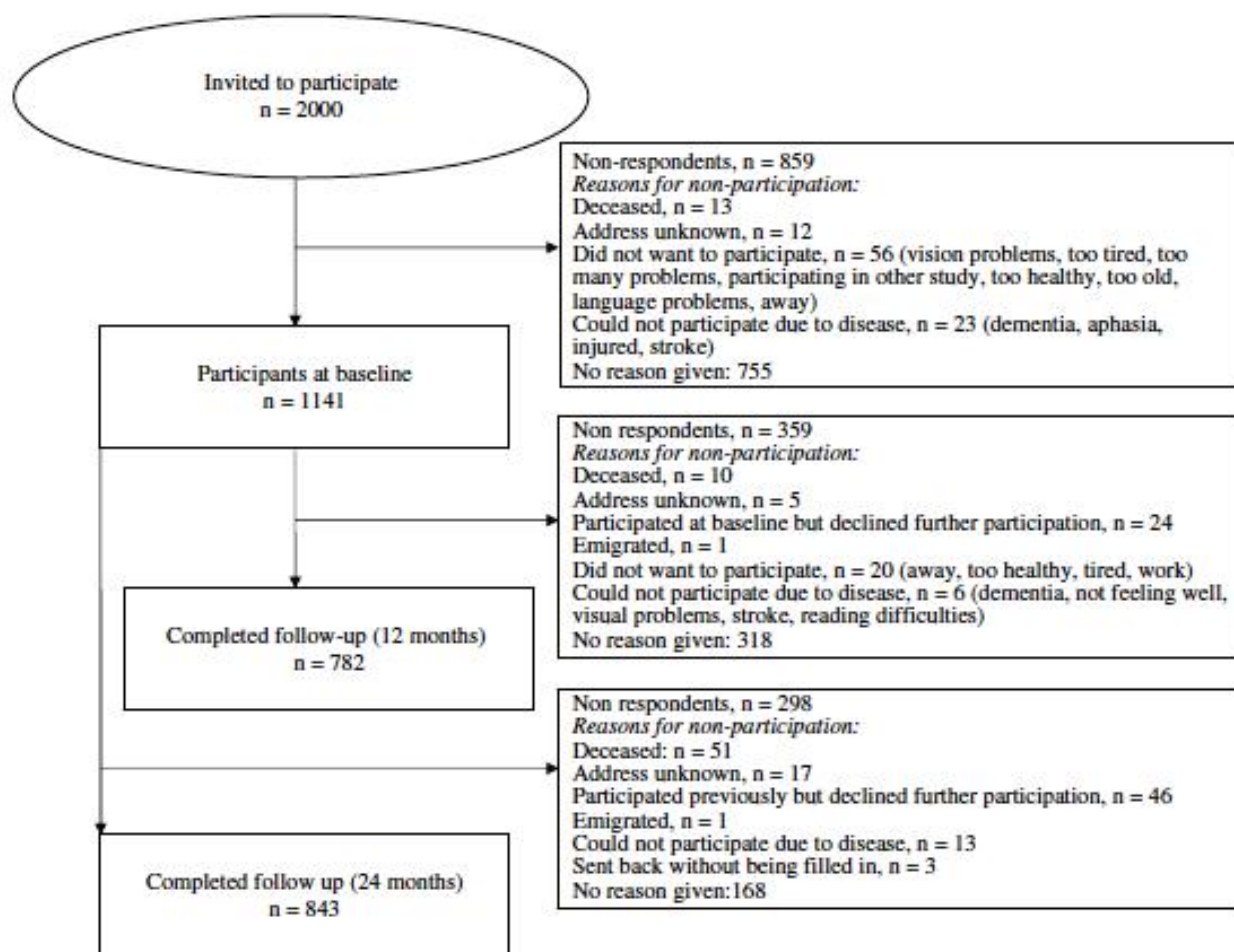 Invited to participate
n = 2000
Non-respondents, n = 859
Reasons for non-participation:
Deceased, n = 13
Address unknown, n = 12
Did not want to participate, n = 56 (vision problems, too tired, too
many problems, participating in other study, too healthy, too old,
language problems, away)
Could not participate due to disease, n = 23 (dementia, aphasia,
injured, stroke)
No reason given: 755
Participants at baseline
n = 1141
Non respondents, n = 359
Reasons for non-participation:
Deceased, n = 10
Address unknown, n = 5
Participated at baseline but declined further participation, n = 24
Emigrated, n = 1
Did not want to participate, n = 20 (away, too healthy, tired, work)
Could not participate due to disease, n = 6 (dementia, not feeling well,
visual problems, stroke, reading difficulties)
No reason given: 318
Completed follow-up (12 months)
n = 782
Non respondents, n = 298
Reasons for non-participation:
Deceased: n = 51
Address unknown, n = 17
Participated previously but declined further participation, n = 46
Emigrated, n = 1
Could not participate due to disease, n = 13
Sent back without being filled in, n = 3
No reason given:168
Completed follow up (24 months)
n = 843